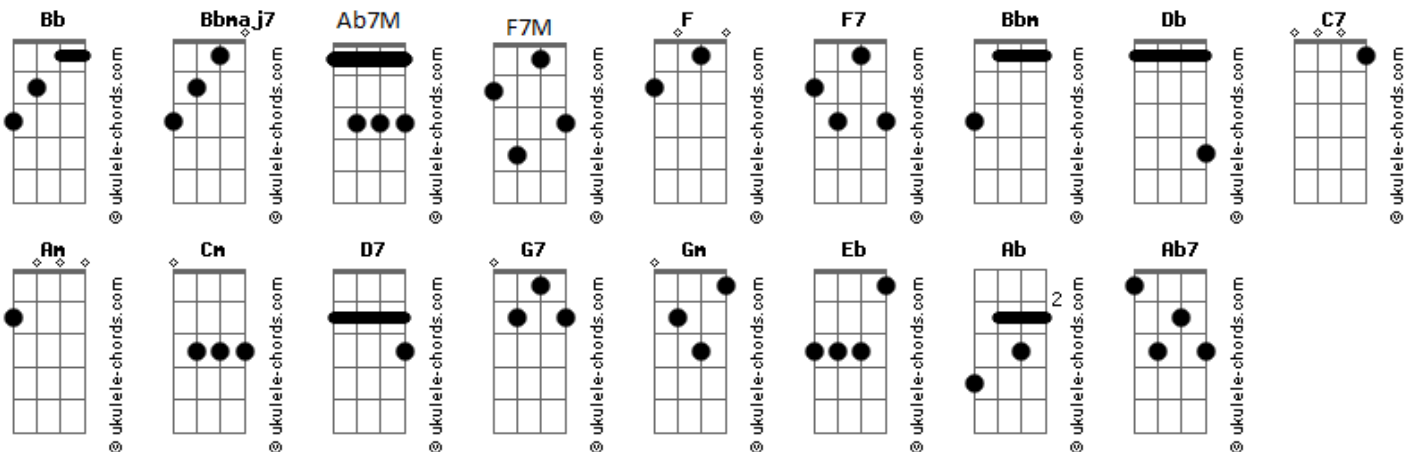 Bb Bbmaj7 Ab7M F7M F F7 Bbm Db C7
© ukulele-chords.com © ukulele-chords.com © ukulele-chords.com © ukulele-chords.com © ukulele-chords.com © ukulele-chords.com © ukulele-chords.com © ukulele-chords.com © ukulele-chords.com
Am Cm D7 G7 Gm Eb Ab Ab7
2
© ukulele-chords.com © ukulele-chords.com © ukulele-chords.com © ukulele-chords.com © ukulele-chords.com © ukulele-chords.com © ukulele-chords.com © ukulele-chords.com